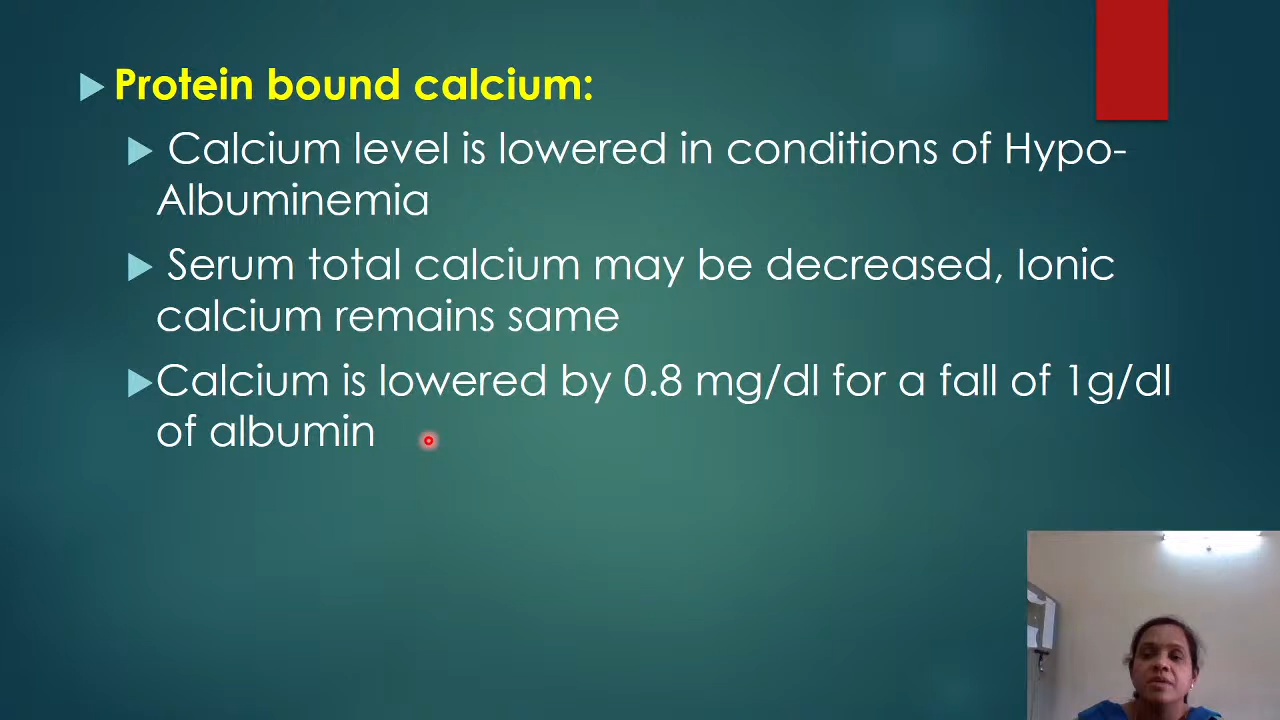 Protein bound calcium:
Calcium level is lowered in conditions of Hypo-
Albuminemia
Serum total calcium may be decreased, Ionic
calcium remains same
Calcium is lowered by 0.8 mg/dl for a fall of 1g/dl
of albumin